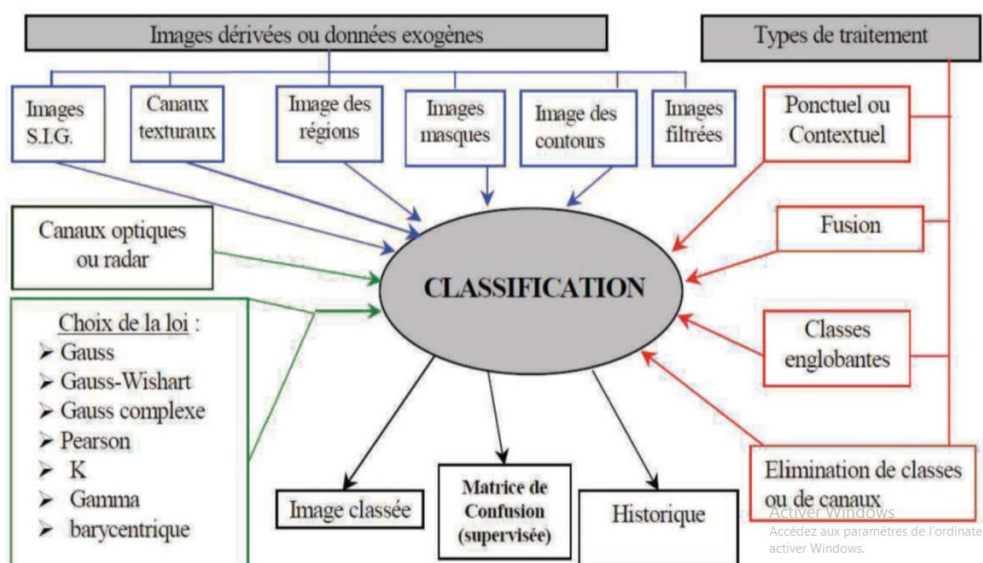 Images dérivées ou données exogènes
Types de traitement
Images
S.I.G.
Canaux
texturaux
Image des
régions
Images
masques
Image des
contours
Images
filtrées
Ponctuel ou
Contextuel
Canaux optiques
ou radar
Fusion
CLASSIFICATION
Choix de la loi :
➤ Gauss
➤ Gauss-Wishart
➤ Gauss complexe
➤ Pearson
➤ K
➤ Gamma
➤ barycentrique
Classes
englobantes
Elimination de classes
ou de canaux
Image classée
Matrice de
Confusion
(supervisée)
Historique
Activer Windows
Accédez aux paramètres de l'ordinate
activer Windows.